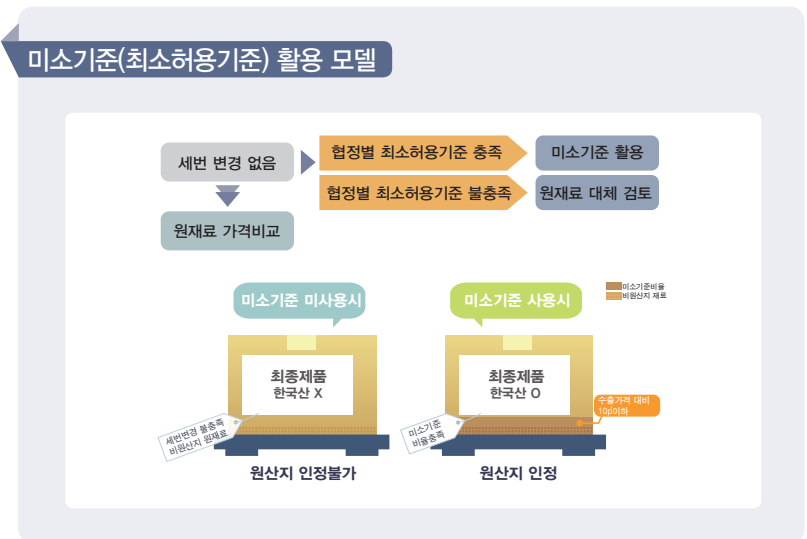 미소기준(최소허용기준) 활용 모델
세번 변경 없음
협정별 최소허용기준 충족
미소기준 활용
협정별 최소허용기준 불충족
원재료 대체 검토
원재료 가격비교
미소기준 미사용시
미소기준 사용시
미소기준비율
비원산지 재료
최종제품
한국산 X
최종제품
한국산 O
수출가격 대비
10p이하
세번변경 불충족
비원산지 원재료
미소기준
비율충족
원산지 인정불가
원산지 인정